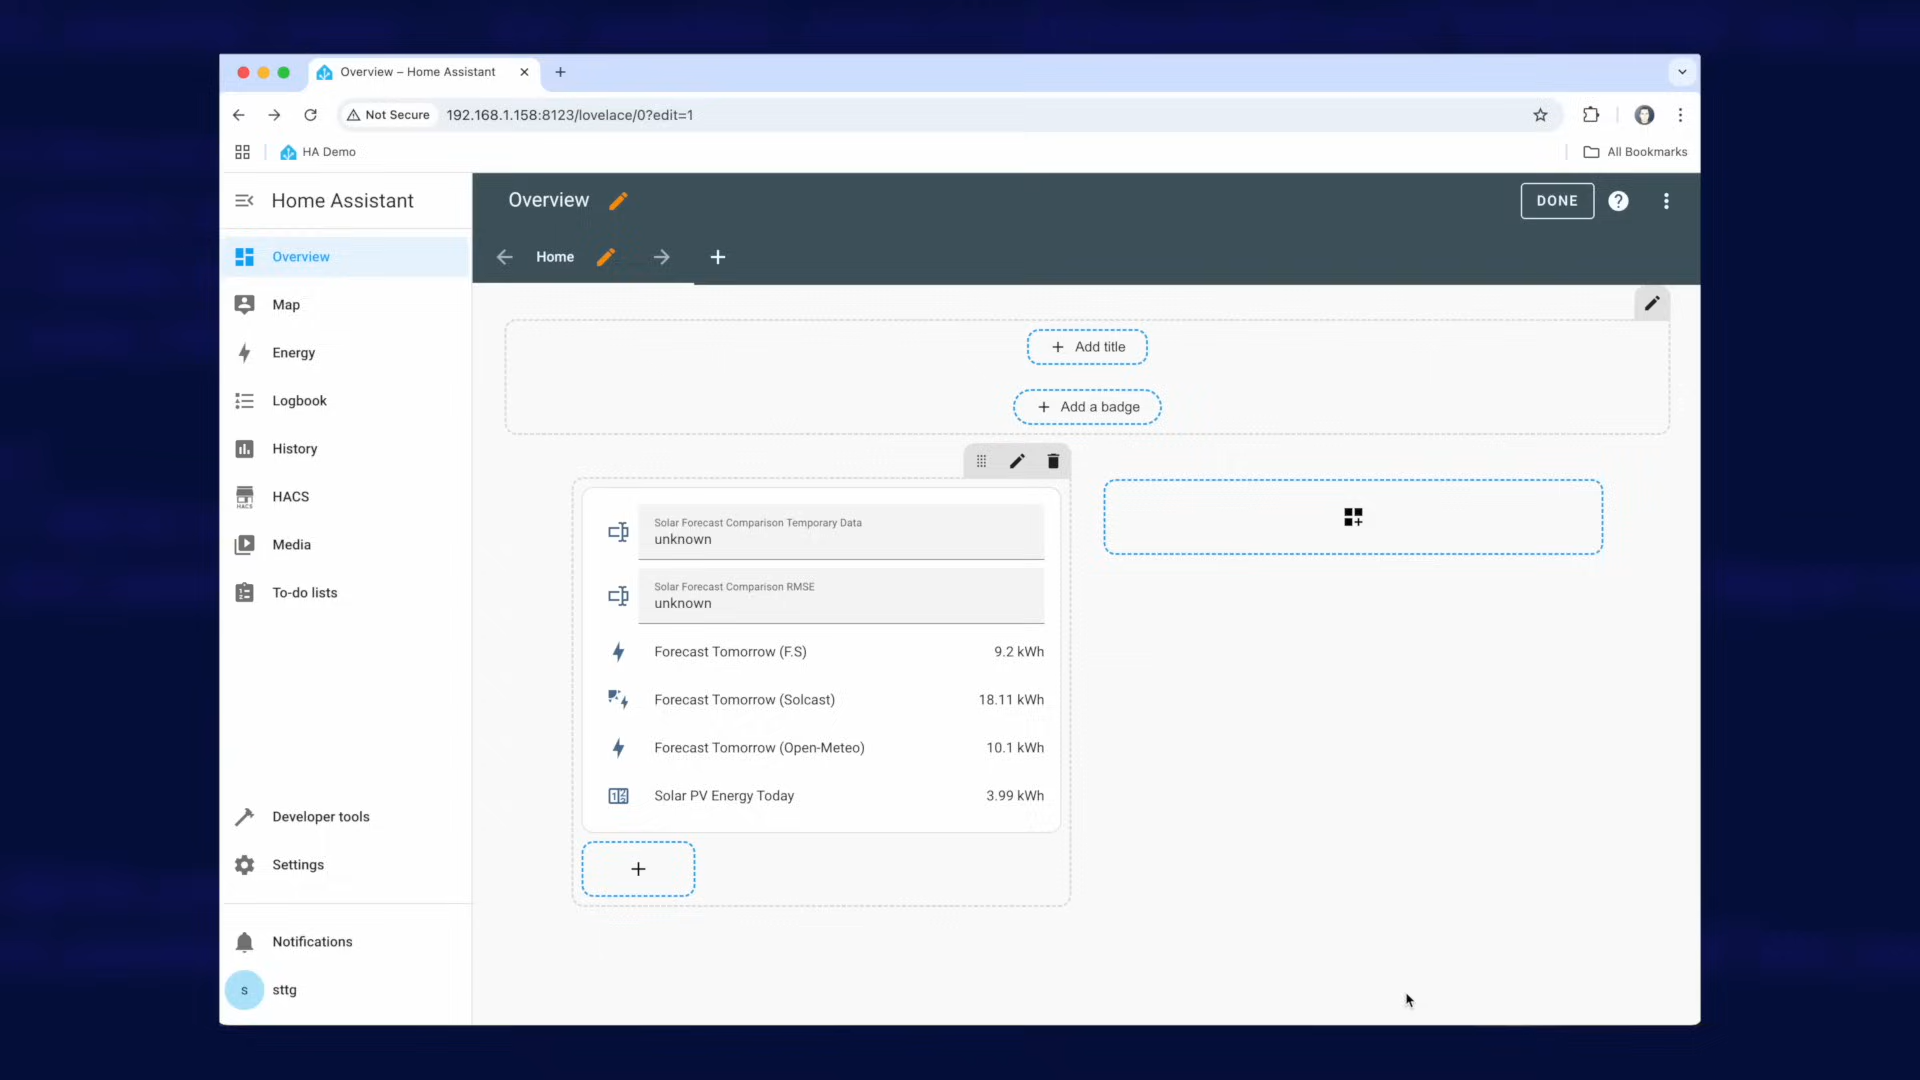 Overview – Home Assistant
Not Secure 192.168.1.158:8123/lovelace/0?edit=1
HA Demo
All Bookmarks
Home Assistant
Overview
DONE
Home
Overview
Map
Energy
Logbook
History
HACS
HACS
Media
To-do lists
Developer tools
Settings
Notifications
s
sttg
Add title
Add a badge
Solar Forecast Comparison Temporary Data
unknown
Solar Forecast Comparison RMSE
unknown
Forecast Tomorrow (F.S) 9.2 kWh
Forecast Tomorrow (Solcast) 18.11 kWh
Forecast Tomorrow (Open-Meteo) 10.1 kWh
Solar PV Energy Today 3.99 kWh